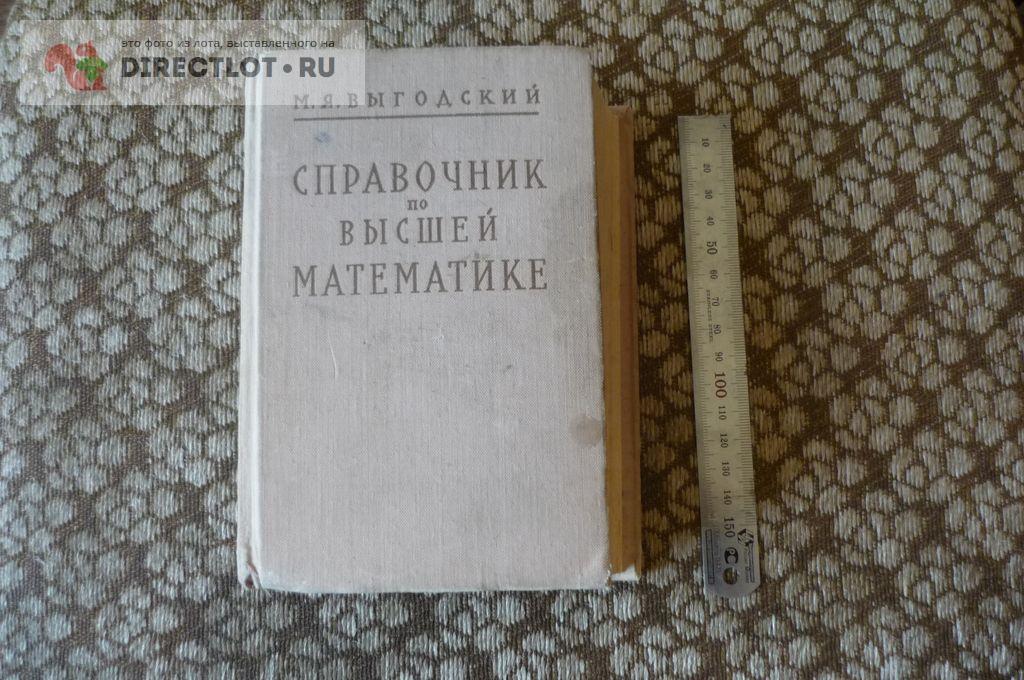 это фото из лота, выставленного на
DIRECTLOT.RU
М.Я.ВЫГОДСКИЙ
СПРАВОЧНИК
ПО
ВЫСШЕЙ
МАТЕМАТИКЕ
10
20
30
40
50
60
70
80
90
100
110
120
130
140
150